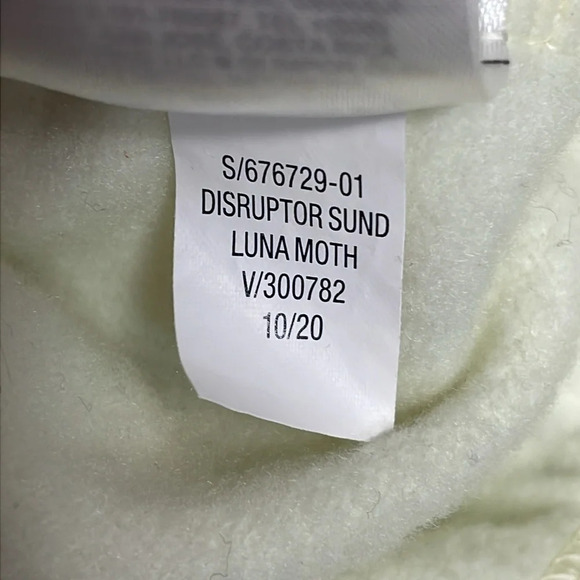 S/676729-01
DISRUPTOR SUND
LUNA MOTH
V/300782
10/20